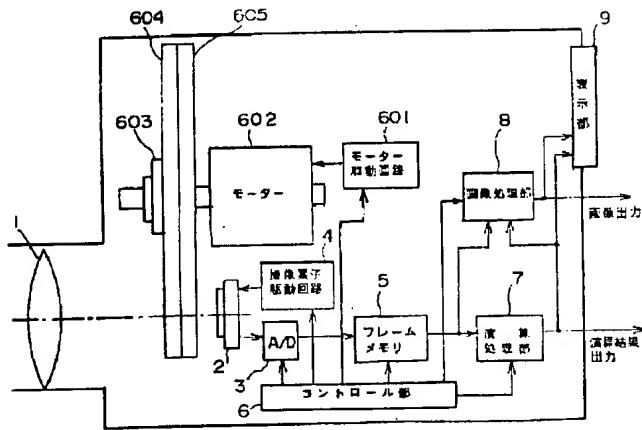 604
605
9
表示部
603
602
601
8
モーター
モーター
駆動回路
画像処理部
画像出力
1
4
撮像素子
駆動回路
5
7
フレーム
メモリ
演算
処理部
演算結果
出力
A/D
2
3
コントロール部
6